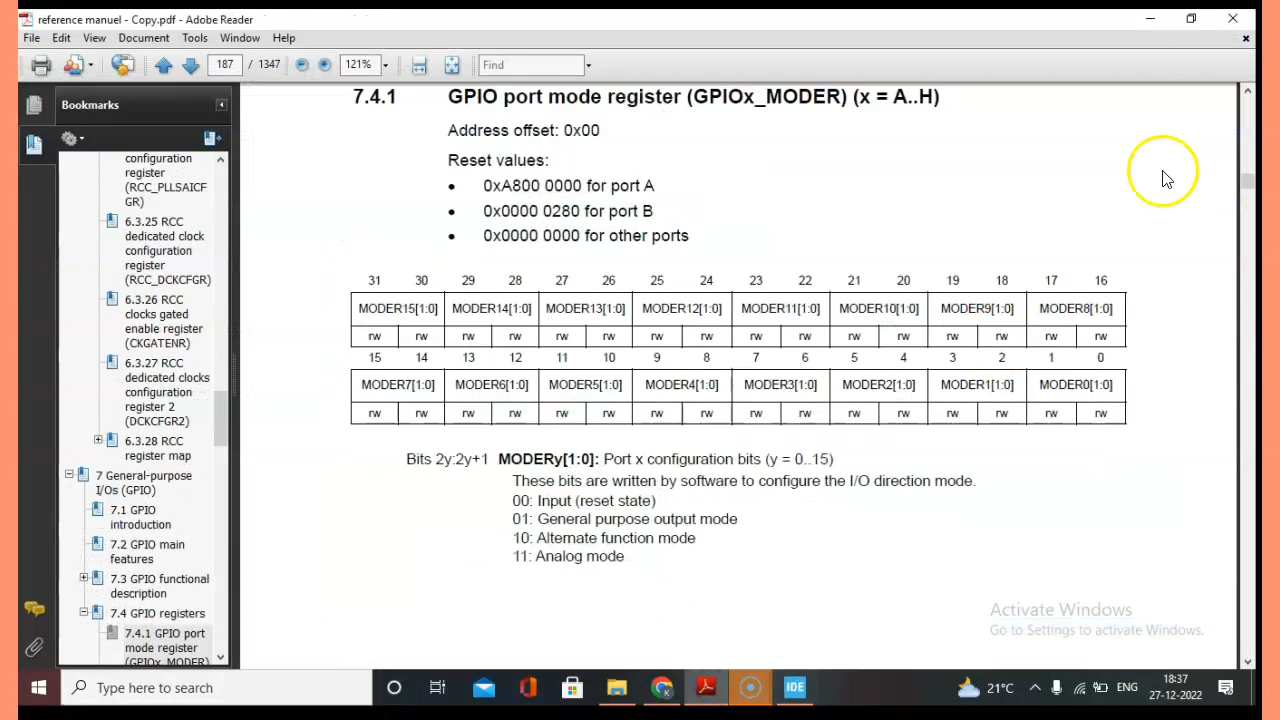 reference manuel - Copy.pdf - Adobe Reader
File Edit View Document Tools Window Help
187 / 1347 121% Find
Bookmarks
configuration
register
(RCC_PLLSAICF
GR)
6.3.25 RCC
dedicated clock
configuration
register
(RCC_DCKCFGR)
6.3.26 RCC
clocks gated
enable register
(CKGATENR)
6.3.27 RCC
dedicated clocks
configuration
register 2
(DCKCFGR2)
6.3.28 RCC
register map
7 General-purpose
I/Os (GPIO)
7.1 GPIO
introduction
7.2 GPIO main
features
7.3 GPIO functional
description
7.4 GPIO registers
7.4.1 GPIO port
mode register
(GPIOx_MODER)
7.4.1 GPIO port mode register (GPIOx_MODER) (x = A..H)
Address offset: 0x00
Reset values:
• 0xA800 0000 for port A
• 0x0000 0280 for port B
• 0x0000 0000 for other ports
31 30 29 28 27 26 25 24 23 22 21 20 19 18 17 16
MODER15[1:0] MODER14[1:0] MODER13[1:0] MODER12[1:0] MODER11[1:0] MODER10[1:0] MODER9[1:0] MODER8[1:0]
rw rw rw rw rw rw rw rw rw rw rw rw rw rw rw rw
15 14 13 12 11 10 9 8 7 6 5 4 3 2 1 0
MODER7[1:0] MODER6[1:0] MODER5[1:0] MODER4[1:0] MODER3[1:0] MODER2[1:0] MODER1[1:0] MODER0[1:0]
rw rw rw rw rw rw rw rw rw rw rw rw rw rw rw rw
Bits 2y:2y+1 MODERy[1:0]: Port x configuration bits (y = 0..15)
These bits are written by software to configure the I/O direction mode.
00: Input (reset state)
01: General purpose output mode
10: Alternate function mode
11: Analog mode
Activate Windows
Go to Settings to activate Windows.
Type here to search
IDE
21°C
ENG
18:37
27-12-2022